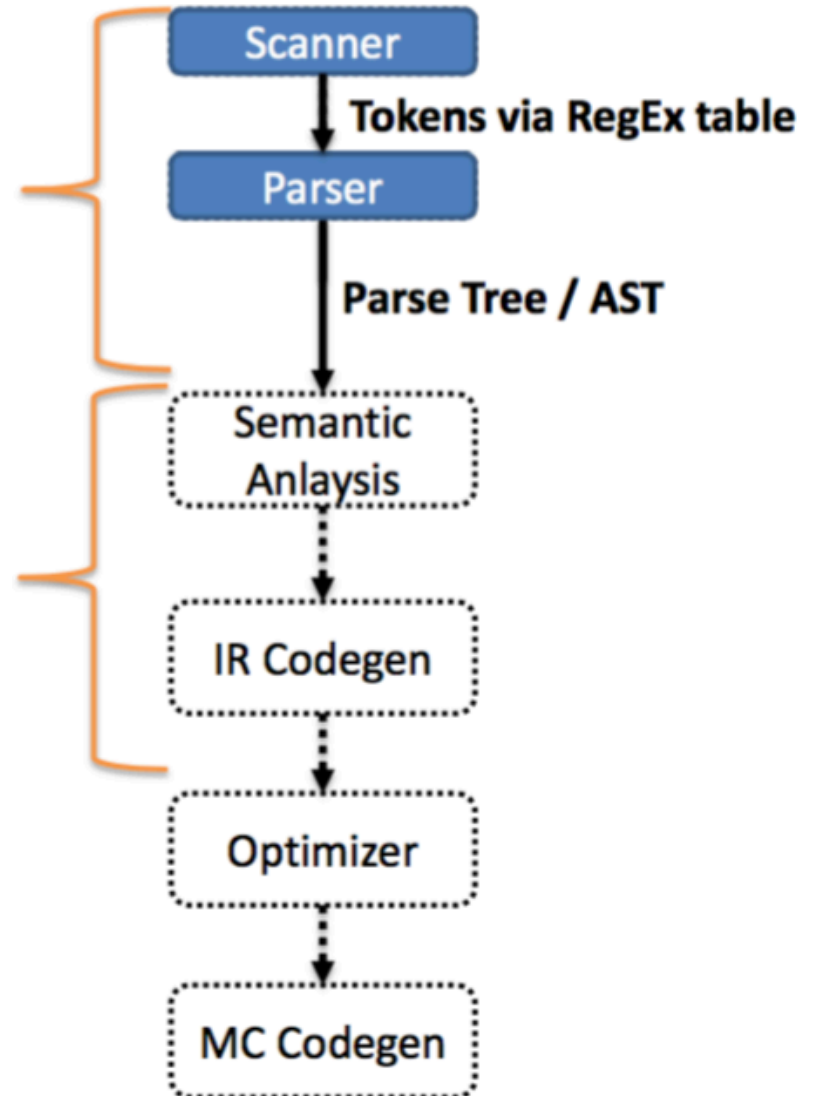 Scanner
Tokens via RegEx table
Parser
Parse Tree / AST
Semantic
Anlaysis
IR Codegen
Optimizer
MC Codegen